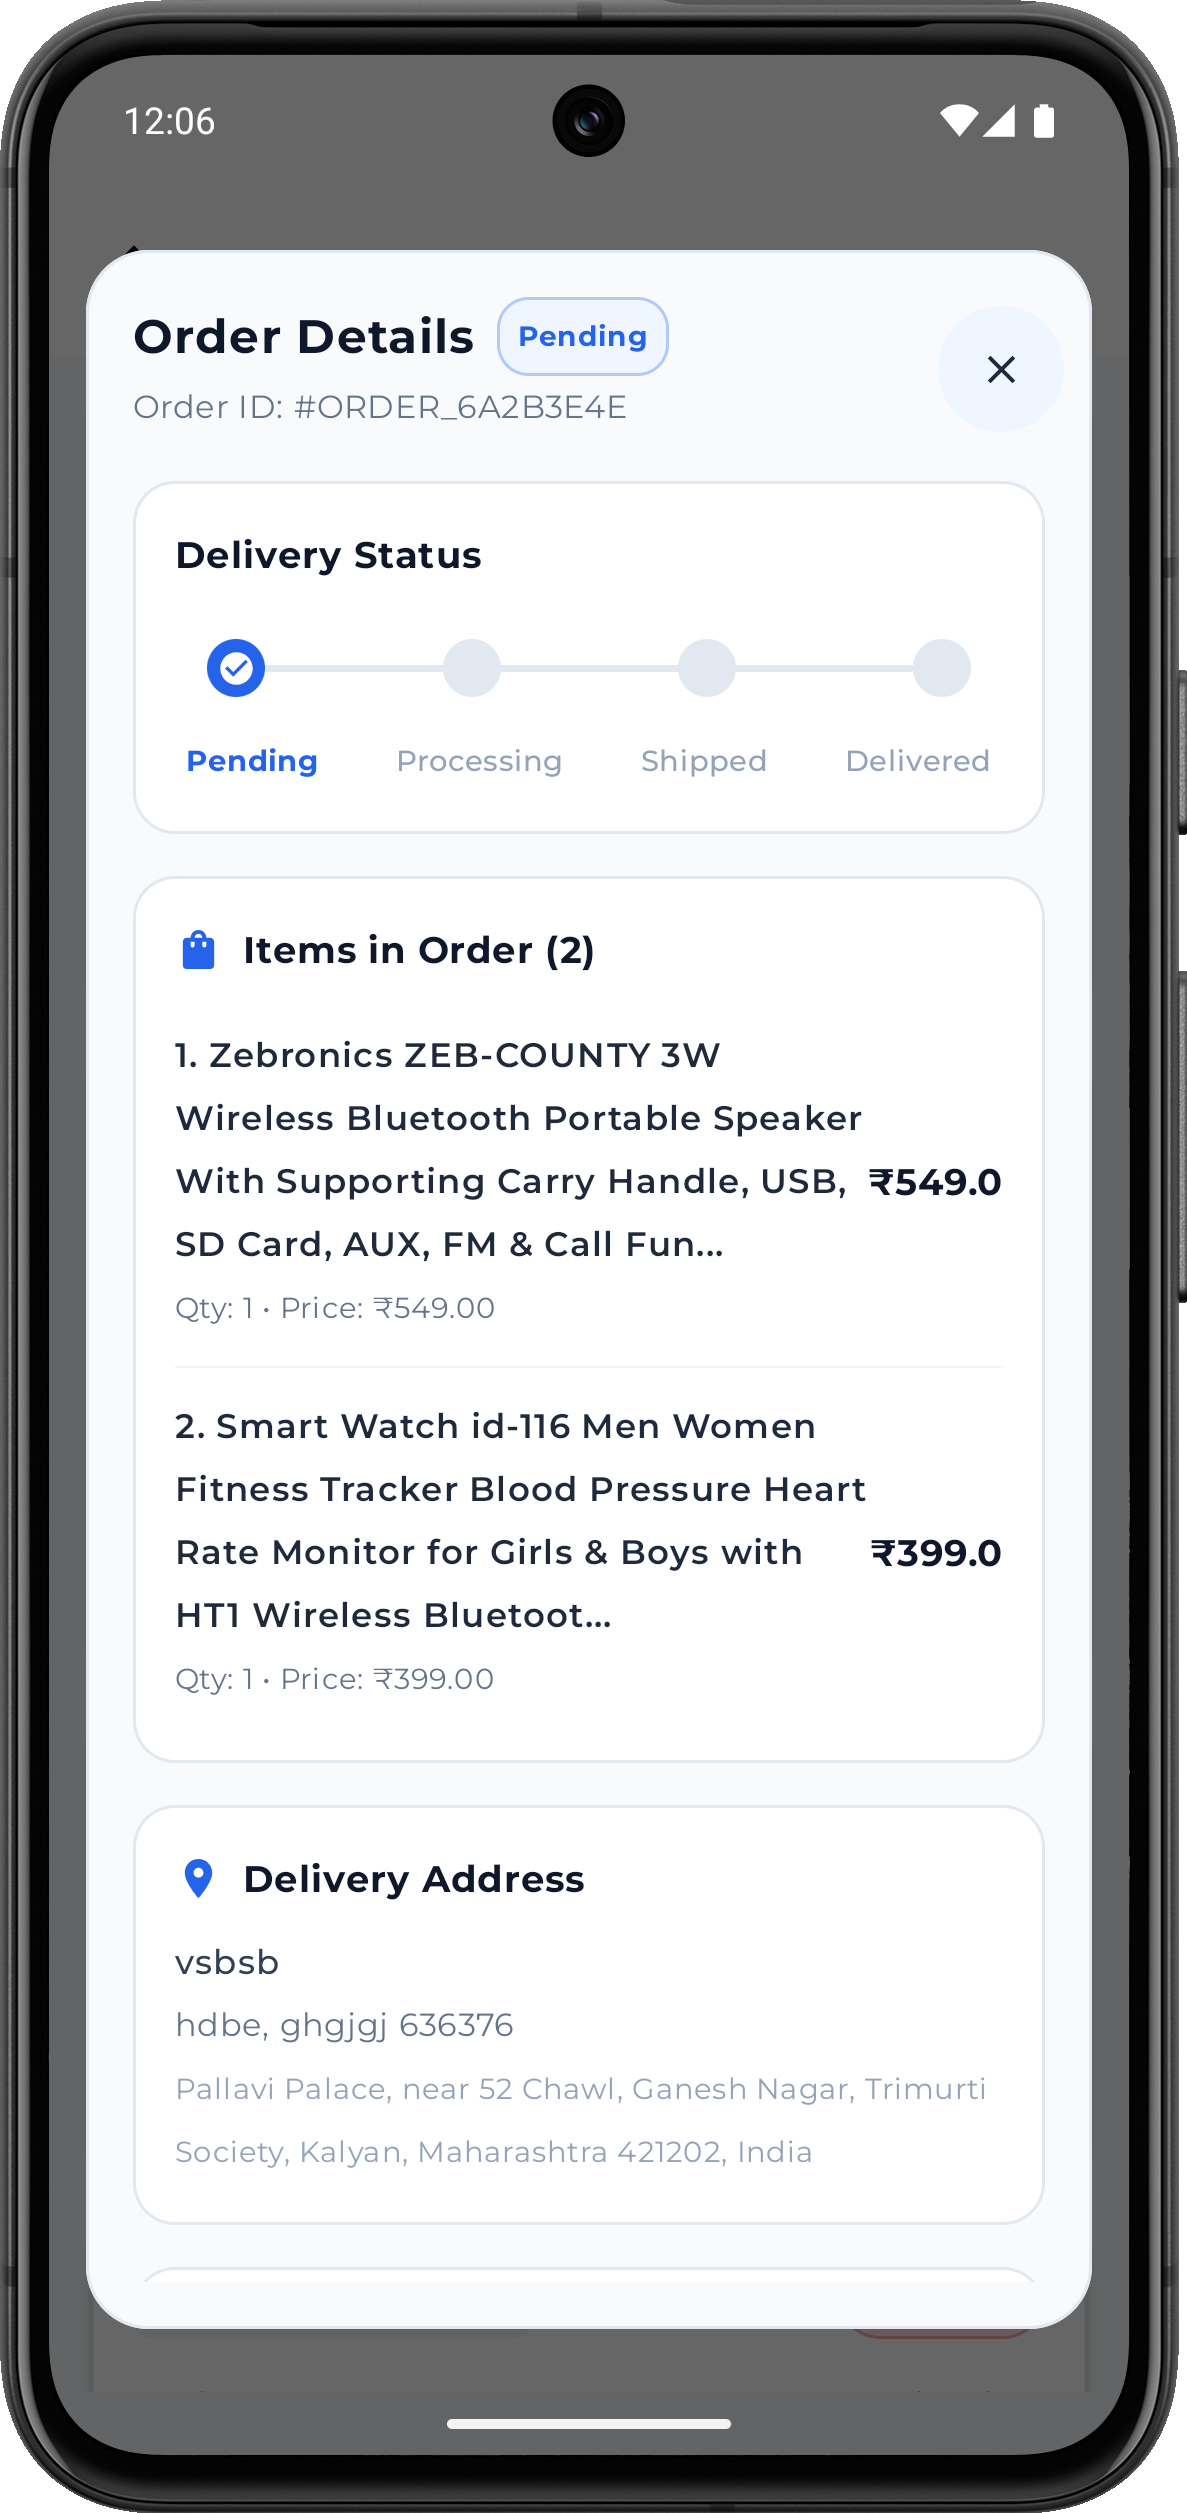 12:06
Order Details
Pending
Order ID: #ORDER_6A2B3E4E
Delivery Status
Pending
Processing
Shipped
Delivered
Items in Order (2)
1. Zebronics ZEB-COUNTY 3W
Wireless Bluetooth Portable Speaker
With Supporting Carry Handle, USB,
SD Card, AUX, FM & Call Fun...
₹549.0
Qty: 1 • Price: ₹549.00
2. Smart Watch id-116 Men Women
Fitness Tracker Blood Pressure Heart
Rate Monitor for Girls & Boys with
HT1 Wireless Bluetoot...
₹399.0
Qty: 1 • Price: ₹399.00
Delivery Address
vsbsb
hdbe, ghgjgj 636376
Pallavi Palace, near 52 Chawl, Ganesh Nagar, Trimurti
Society, Kalyan, Maharashtra 421202, India